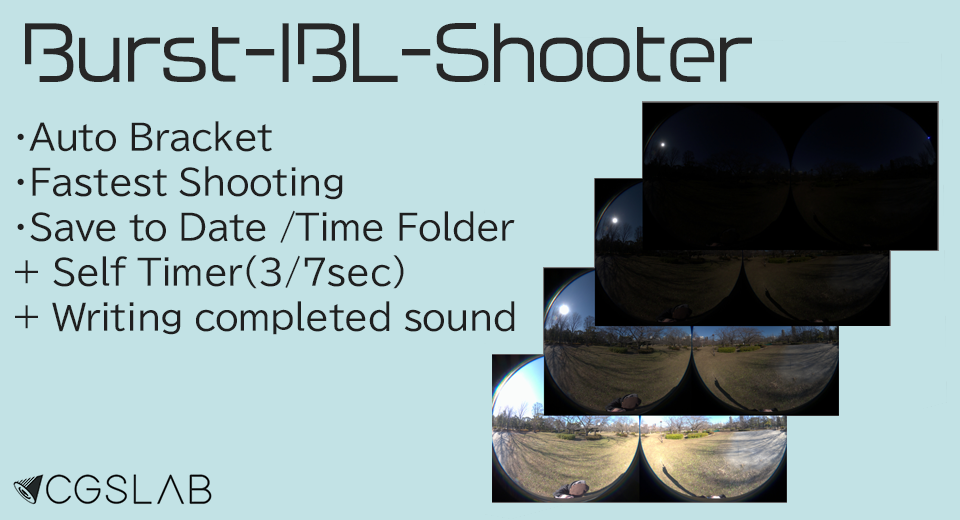 Burst-IBL-Shooter
・Auto Bracket
・Fastest Shooting
・Save to Date /Time Folder
+ Self Timer(3/7sec)
+ Writing completed sound
CGSLAB